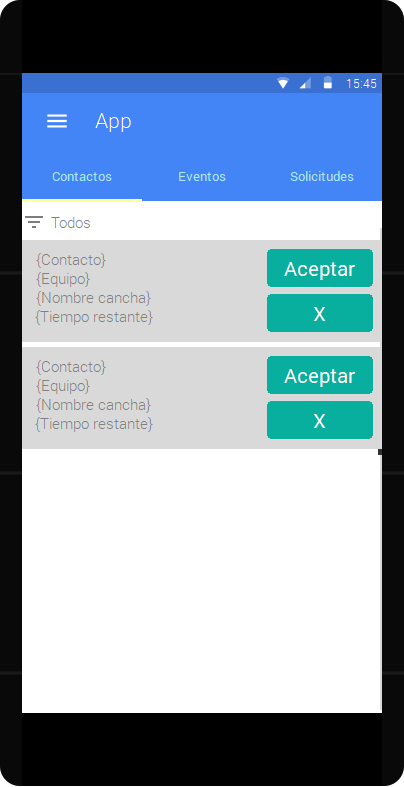 15:45
App
Contactos Eventos Solicitudes
Todos
{Contacto}
{Equipo}
{Nombre cancha}
{Tiempo restante}
Aceptar
X
{Contacto}
{Equipo}
{Nombre cancha}
{Tiempo restante}
Aceptar
X